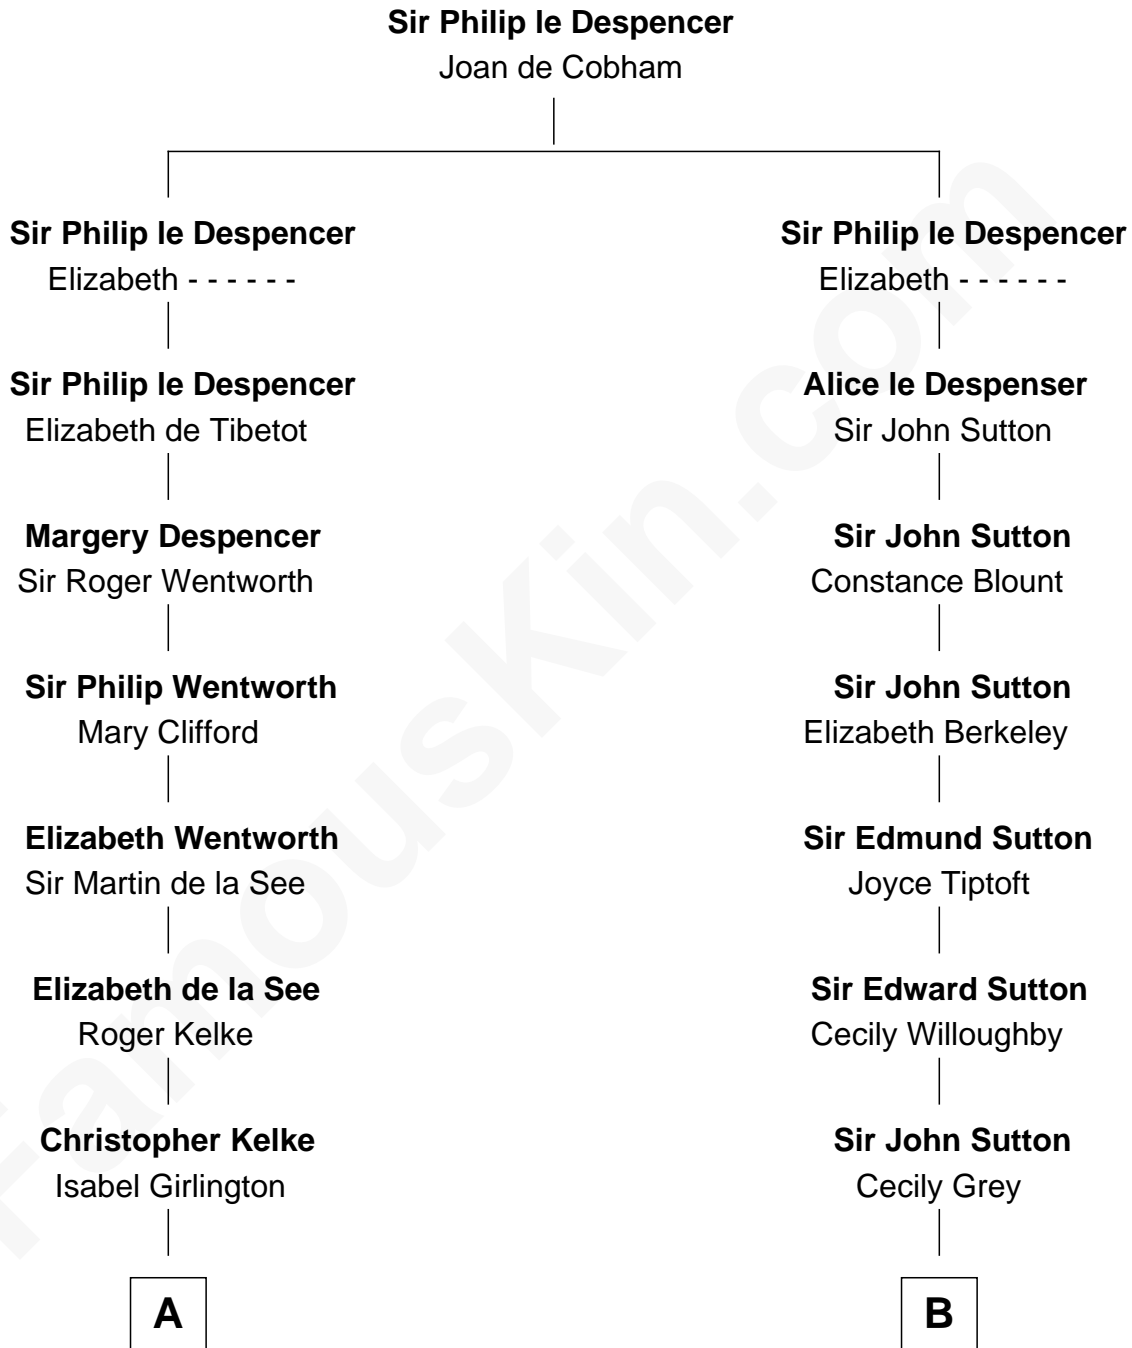 Sir Philip le Despencer
Joan de Cobham
Sir Philip le Despencer
Elizabeth - - - - - -
Sir Philip le Despencer
Elizabeth de Tibetot
Margery Despencer
Sir Roger Wentworth
Sir Philip Wentworth
Mary Clifford
Elizabeth Wentworth
Sir Martin de la See
Elizabeth de la See
Roger Kelke
Christopher Kelke
Isabel Girlington
A
Sir Philip le Despencer
Elizabeth - - - - - -
Alice le Despenser
Sir John Sutton
Sir John Sutton
Constance Blount
Sir John Sutton
Elizabeth Berkeley
Sir Edmund Sutton
Joyce Tiptoft
Sir Edward Sutton
Cecily Willoughby
Sir John Sutton
Cecily Grey
B
FamousKin.com